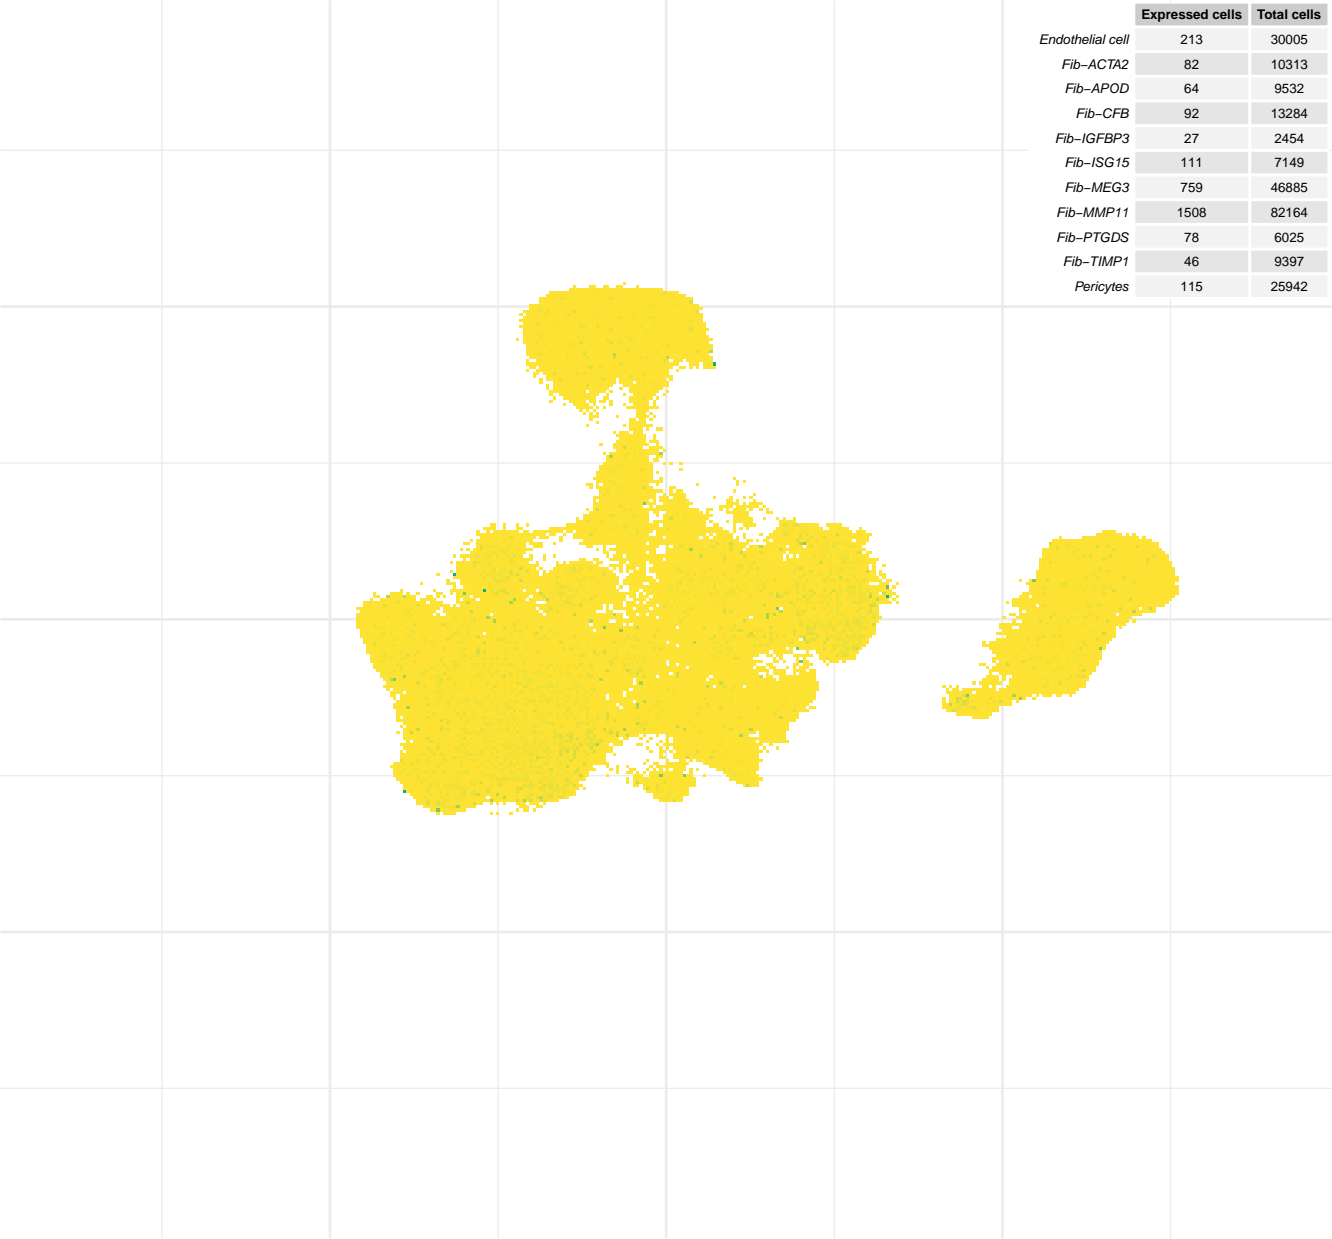 Expressed cells Total cells
Endothelial cell 213 30005
Fib−ACTA2 82 10313
Fib−APOD 64 9532
Fib−CFB 92 13284
Fib−IGFBP3 27 2454
Fib−ISG15 111 7149
Fib−MEG3 759 46885
Fib−MMP11 1508 82164
Fib−PTGDS 78 6025
Fib−TIMP1 46 9397
Pericytes 115 25942